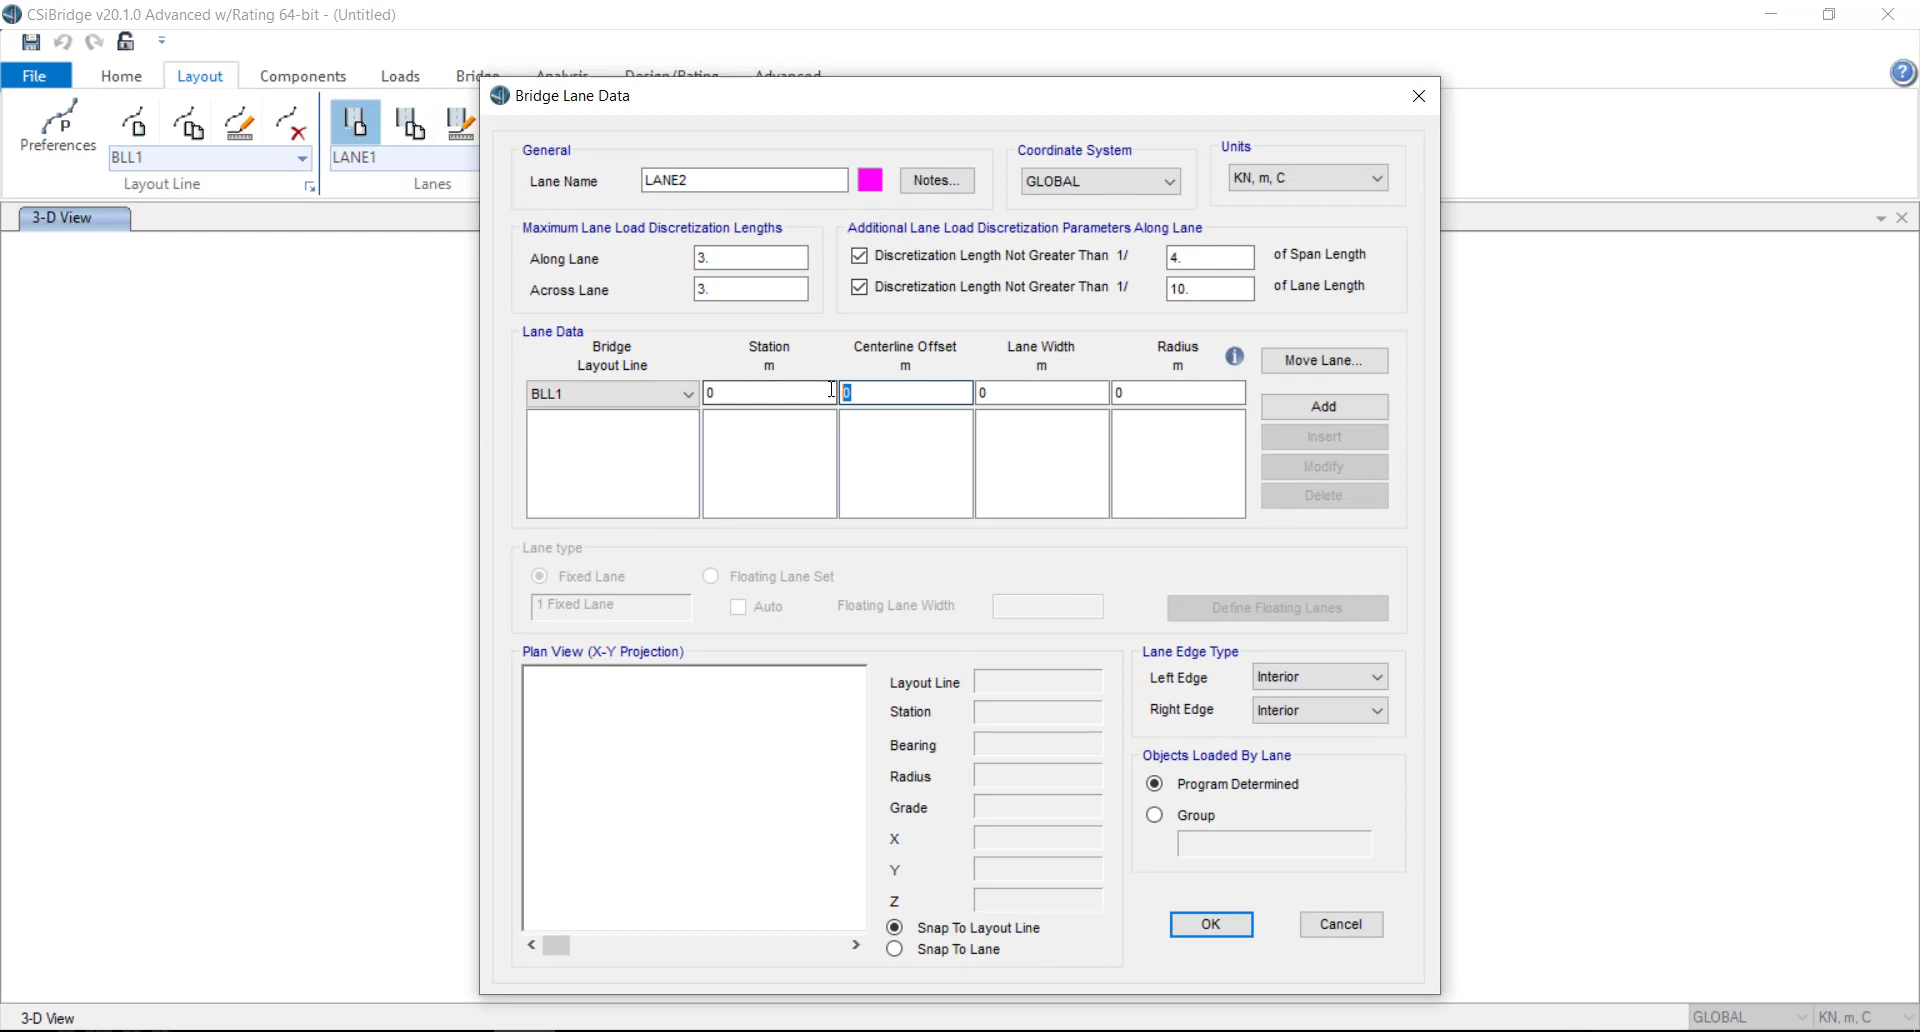 CSiBridge v20.1.0 Advanced w/Rating 64-bit - (Untitled)
File Home Layout Components Loads Bridge Analysis Design/Rating Advanced
Preferences
BLL1
LANE1
Layout Line
Lanes
3-D View
Bridge Lane Data
General
Lane Name LANE2 Notes...
Coordinate System
GLOBAL
Units
KN, m, C
Maximum Lane Load Discretization Lengths
Along Lane 3.
Across Lane 3.
Additional Lane Load Discretization Parameters Along Lane
Discretization Length Not Greater Than 1/ 4. of Span Length
Discretization Length Not Greater Than 1/ 10. of Lane Length
Lane Data
Bridge Station Centerline Offset Lane Width Radius
Layout Line m m m m
BLL1 0 0 0 0
Move Lane...
Add
Insert
Modify
Delete
Lane type
Fixed Lane Floating Lane Set
1 Fixed Lane Auto Floating Lane Width Define Floating Lanes
Plan View (X-Y Projection)
Layout Line
Station
Bearing
Radius
Grade
X
Y
Z
Snap To Layout Line
Snap To Lane
Lane Edge Type
Left Edge Interior
Right Edge Interior
Objects Loaded By Lane
Program Determined
Group
OK Cancel
3-D View GLOBAL KN, m, C